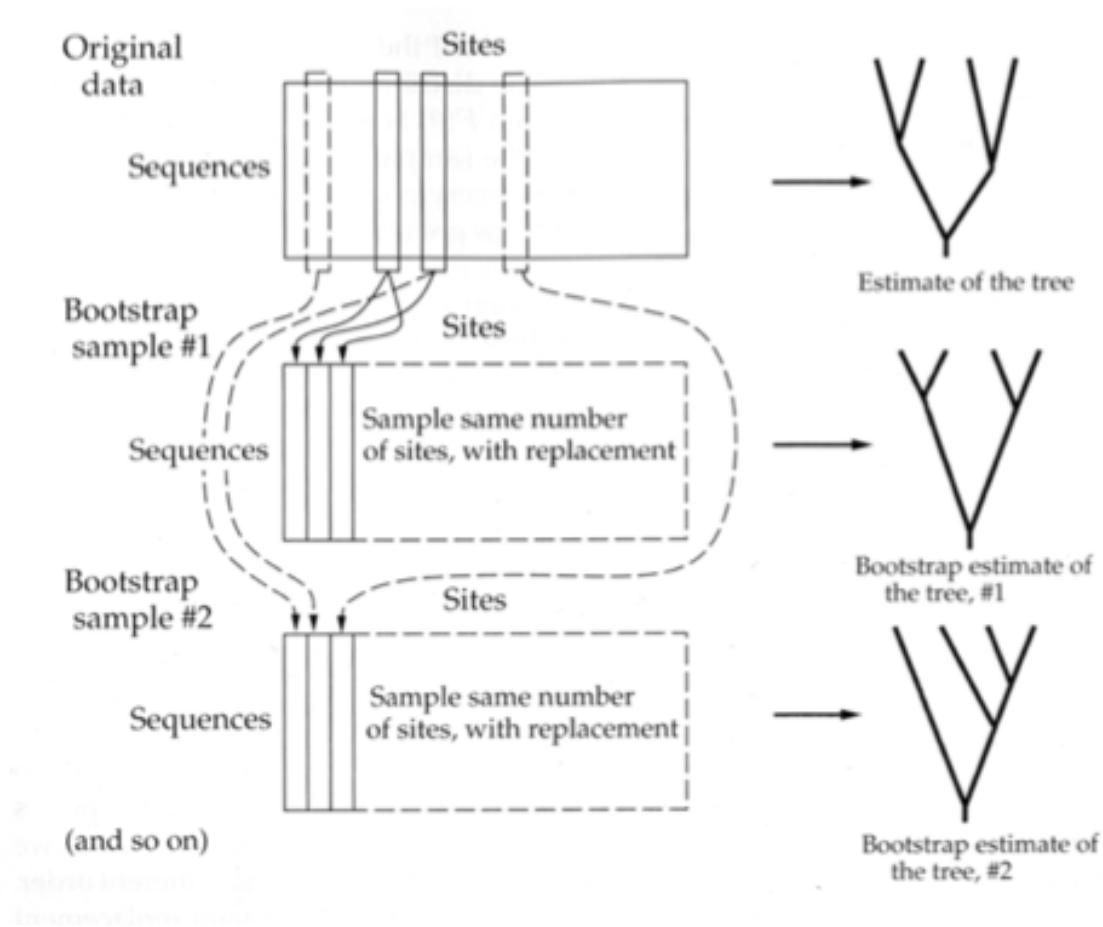 Original
data
Sites
Sequences
Estimate of the tree
Bootstrap
sample #1
Sites
Sequences
Sample same number
of sites, with replacement
Bootstrap estimate of
the tree, #1
Bootstrap
sample #2
Sites
Sequences
Sample same number
of sites, with replacement
Bootstrap estimate of
the tree, #2
(and so on)